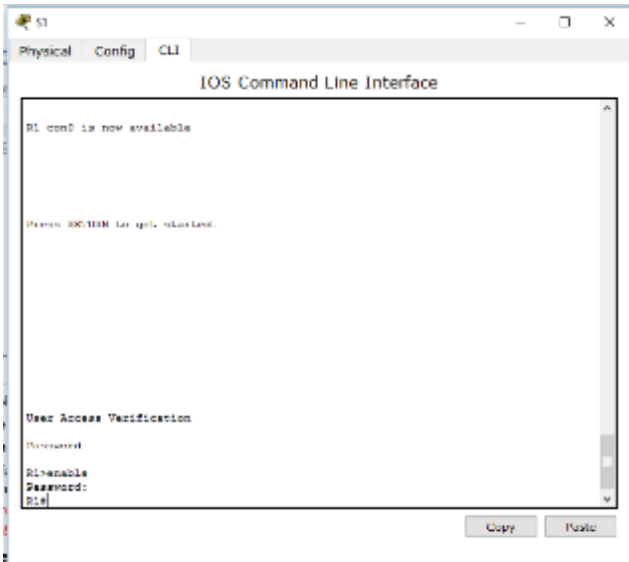 S1
Physical Config CLI
IOS Command Line Interface
R1 con0 is now available
Press RETURN to get started.
User Access Verification
Password:
R1>enable
Password:
R1#
Copy Paste